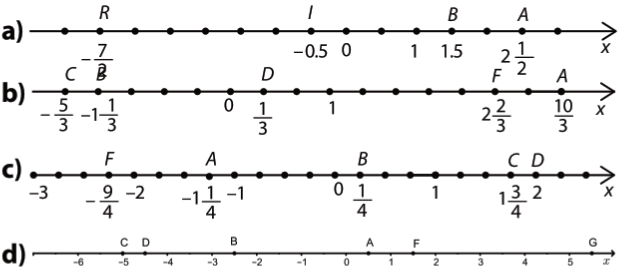 R I B A
a) −7/2 −0.5 0 1 1.5 2 1/2 x
C B D F A
b) −5/3 −1 1/3 0 1/3 1 2 2/3 10/3 x
F A B C D
c) −3 −9/4 −2 −1 1/4 −1 0 1/4 1 1 3/4 2 x
C D B A F G
d) −6 −5 −4 −3 −2 −1 0 1 2 3 4 5 x